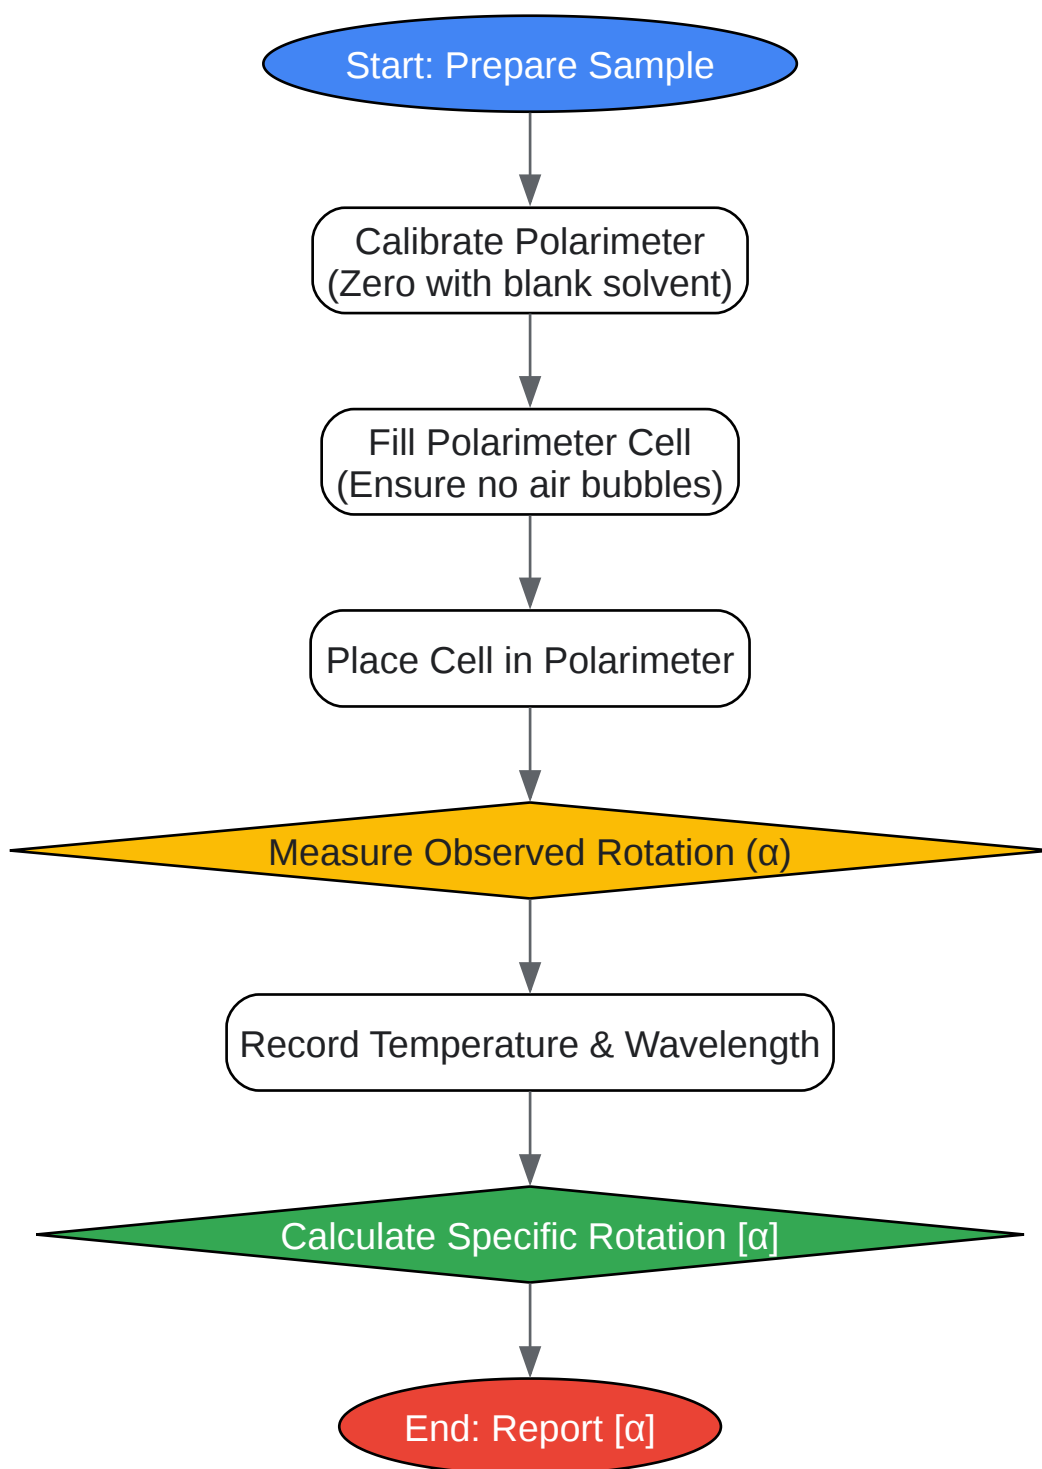 Start: Prepare Sample
Calibrate Polarimeter
(Zero with blank solvent)
Fill Polarimeter Cell
(Ensure no air bubbles)
Place Cell in Polarimeter
Measure Observed Rotation (α)
Record Temperature & Wavelength
Calculate Specific Rotation [α]
End: Report [α]